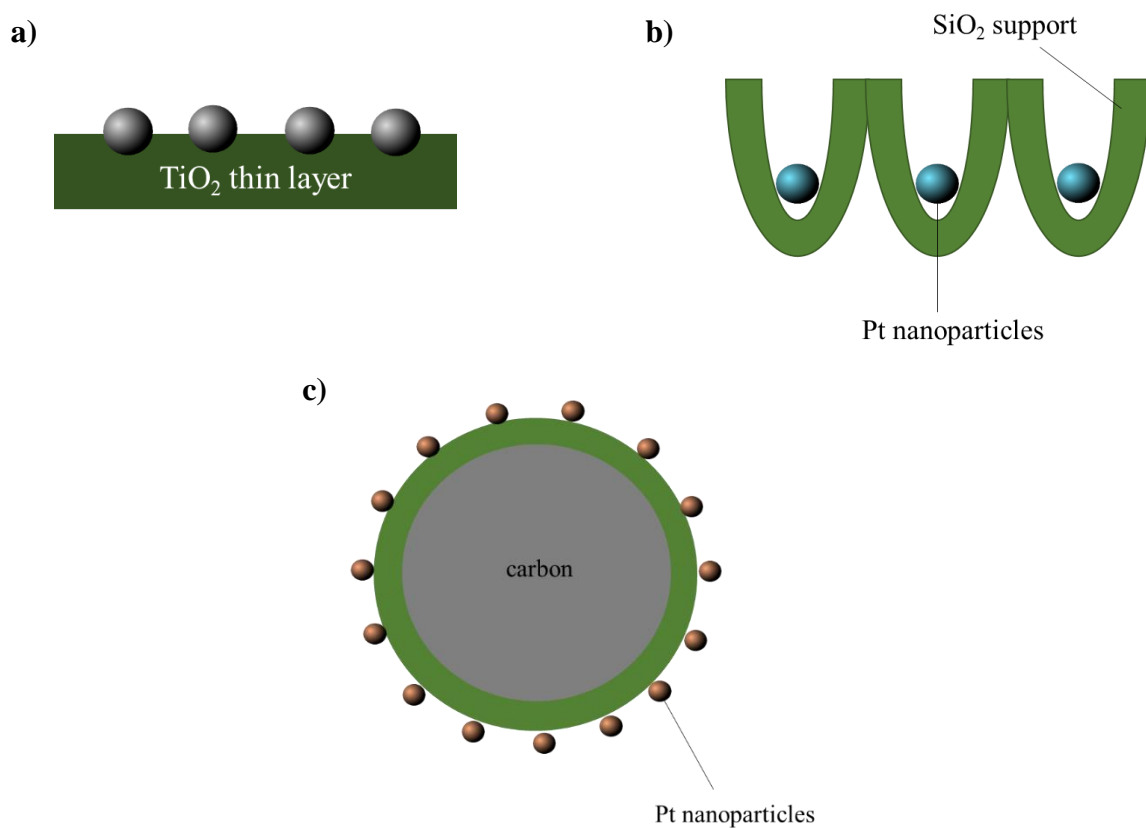 a)
TiO₂ thin layer
b)
SiO₂ support
Pt nanoparticles
c)
carbon
Pt nanoparticles